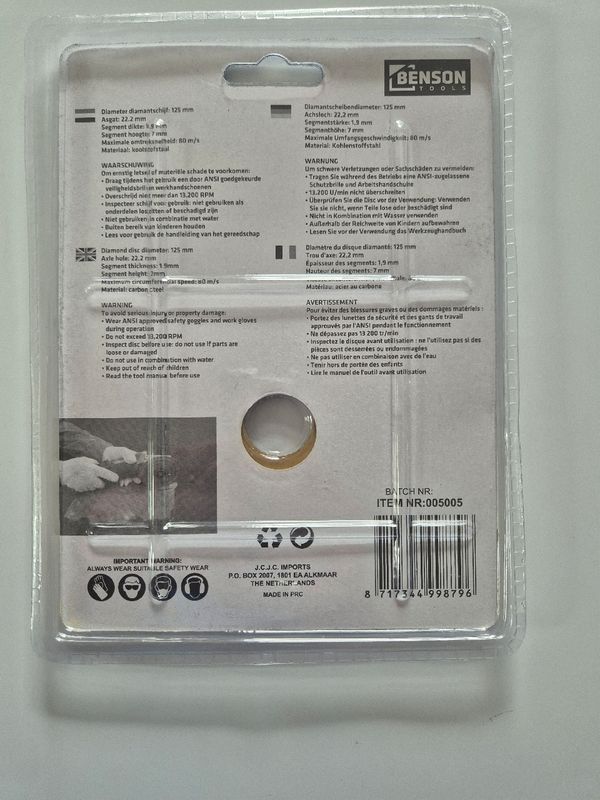 BENSON
TOOLS
Diameter diamantschijf: 125 mm
Asgat: 22.2 mm
Segment dikte: 1.9 mm
Segment hoogte: 7 mm
Maximale omtreksnelheid: 80 m/s
Materiaal: koolstofstaal
WAARSCHUWING
Om ernstig letsel of materiële schade te voorkomen:
• Draag tijdens het gebruik een door ANSI goedgekeurde
veiligheidsbril en werkhandschoenen
• Overschrijd niet meer dan 13.200 RPM
• Inspecteer schijf voor gebruik: niet gebruiken als
onderdelen loszitten of beschadigd zijn
• Niet gebruiken in combinatie met water
• Buiten bereik van kinderen houden
• Lees voor gebruik de handleiding van het gereedschap
Diamantscheibendiameter: 125 mm
Achslech: 22,2 mm
Segmentstärke: 1,9 mm
Segmenthöhe: 7 mm
Maximale Umfangsgeschwindigkeit: 80 m/s
Material: Kohlenstoffstahl
WARNUNG
Um schwere Verletzungen oder Sachschäden zu vermeiden:
• Tragen Sie während des Betriebs eine ANSI-zugelassene
Schutzbrille und Arbeitshandschuhe
• 13.200 U/min nicht überschreiten
• Überprüfen Sie die Disc vor der Verwendung: Verwenden
Sie sie nicht, wenn Teile lose oder beschädigt sind
• Nicht in Kombination mit Wasser verwenden
• Außerhalb der Reichweite von Kindern aufbewahren
• Lesen Sie vor der Verwendung das Werkzeughandbuch
Diamond disc diameter: 125 mm
Axle hole: 22.2 mm
Segment thickness: 1.9mm
Segment height: 7mm
Maximum circumferential speed: 80 m/s
Material: carbon steel
WARNING
To avoid serious injury or property damage:
• Wear ANSI approved safety goggles and work gloves
during operation
• Do not exceed 13,200 RPM
• Inspect disc before use: do not use if parts are
loose or damaged
• Do not use in combination with water
• Keep out of reach of children
• Read the tool manual before use
Diamètre du disque diamanté: 125 mm
Trou d'axe: 22,2 mm
Épaisseur des segments: 1,9 mm
Hauteur des segments: 7 mm
Matériau: acier au carbone
AVERTISSEMENT
Pour éviter des blessures graves ou des dommages matériels :
• Portez des lunettes de sécurité et des gants de travail
approuvés par l'ANSI pendant le fonctionnement
• Ne dépassez pas 13 200 tr/min
• Inspectez le disque avant utilisation : ne l'utilisez pas si des
pièces sont desserrées ou endommagées
• Ne pas utiliser en combinaison avec de l'eau
• Tenir hors de portée des enfants
• Lire le manuel de l'outil avant utilisation
BATCH NR:
ITEM NR:005005
8 717344 998796
IMPORTANT WARNING:
ALWAYS WEAR SUITABLE SAFETY WEAR
J.C.J.C. IMPORTS
P.O. BOX 2007, 1801 EA ALKMAAR
THE NETHERLANDS
MADE IN PRC